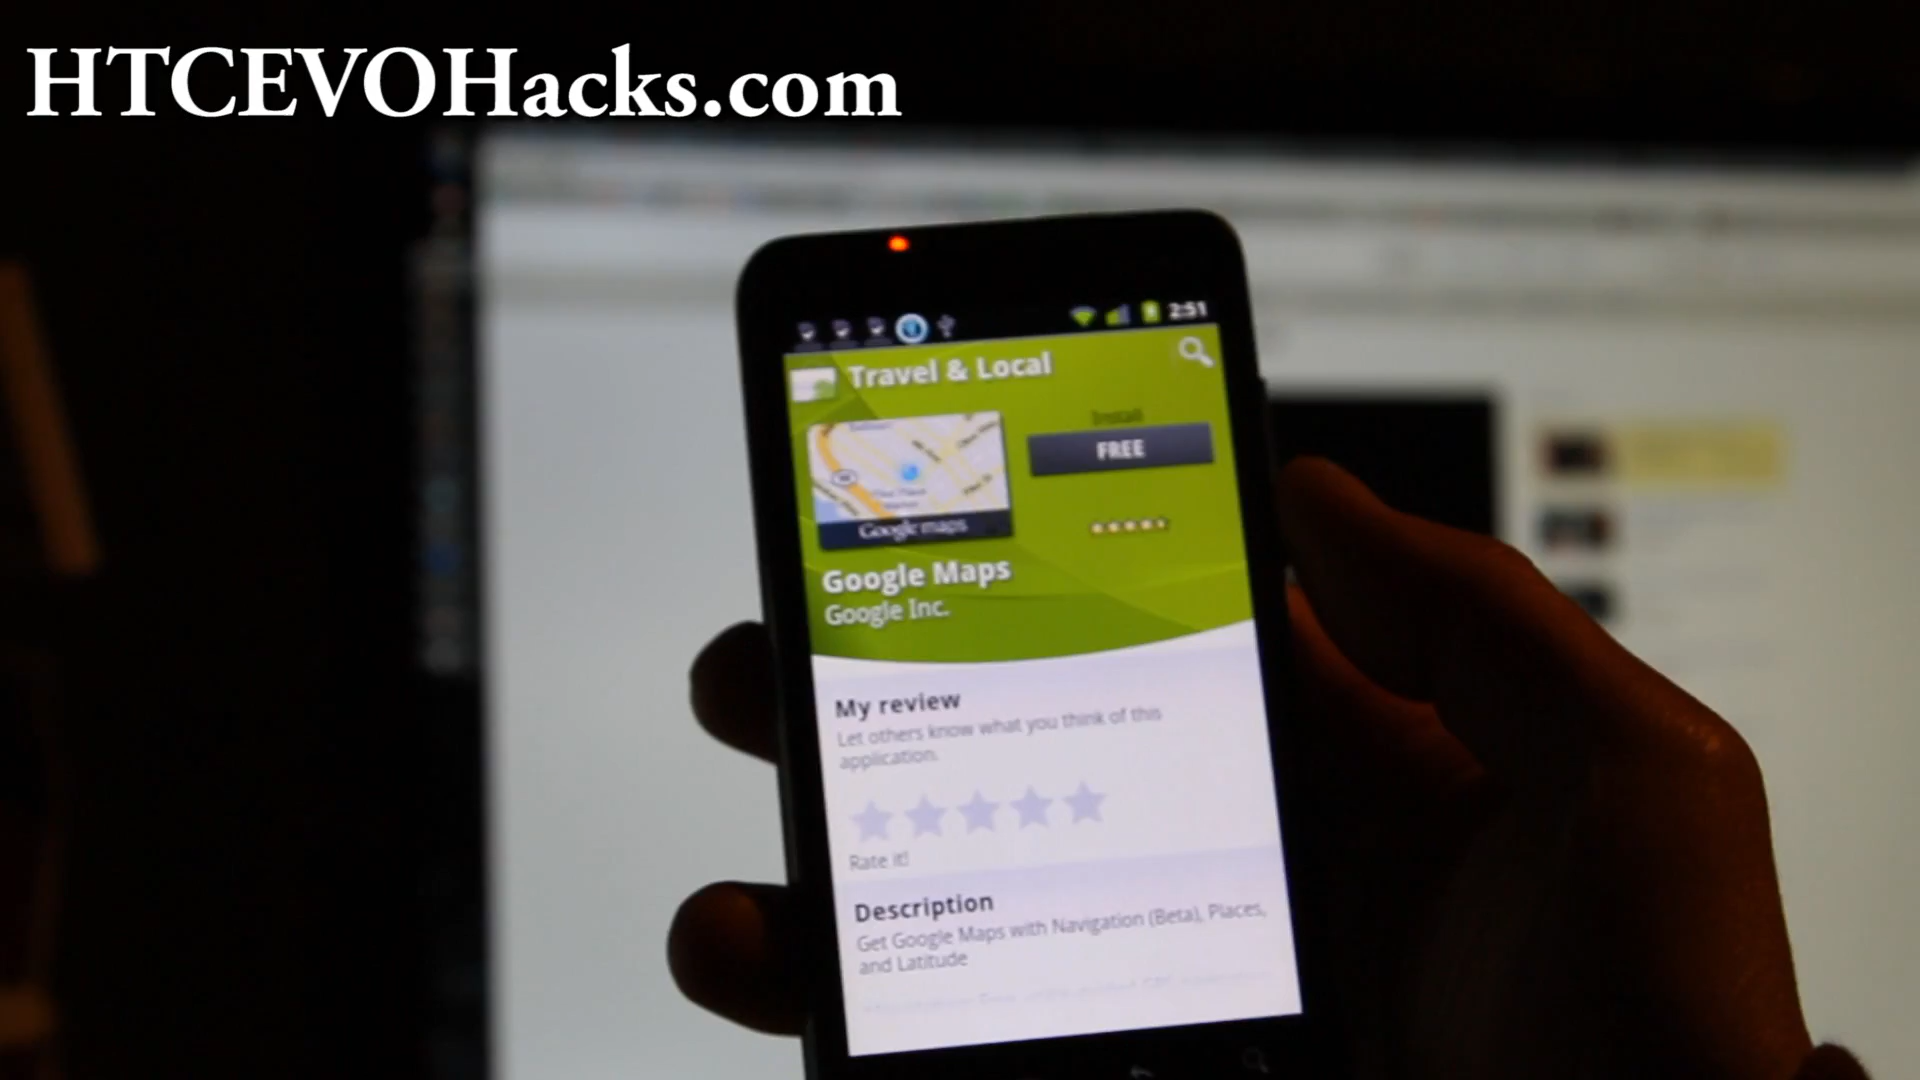 HTCEVOHacks.com
2:51
Travel & Local
Install
FREE
Google maps
Google Maps
Google Inc.
My review
Let others know what you think of this
application.
Rate it!
Description
Get Google Maps with Navigation (Beta), Places,
and Latitude